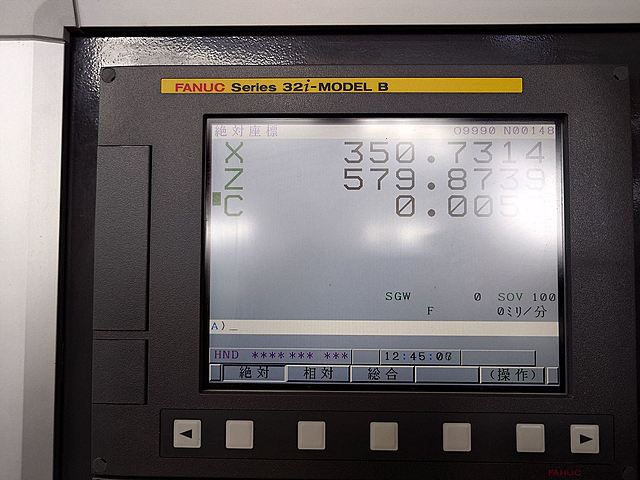 FANUC Series 32i-MODEL B
絶対座標 O9990 N00148
X 350.7314
Z 579.8739
C 0.005
SGW 0 SOV 100
F 0ミリ/分
A)_
HND **** *** *** 12:45:00
絶対 相対 総合 (操作)
FANUC